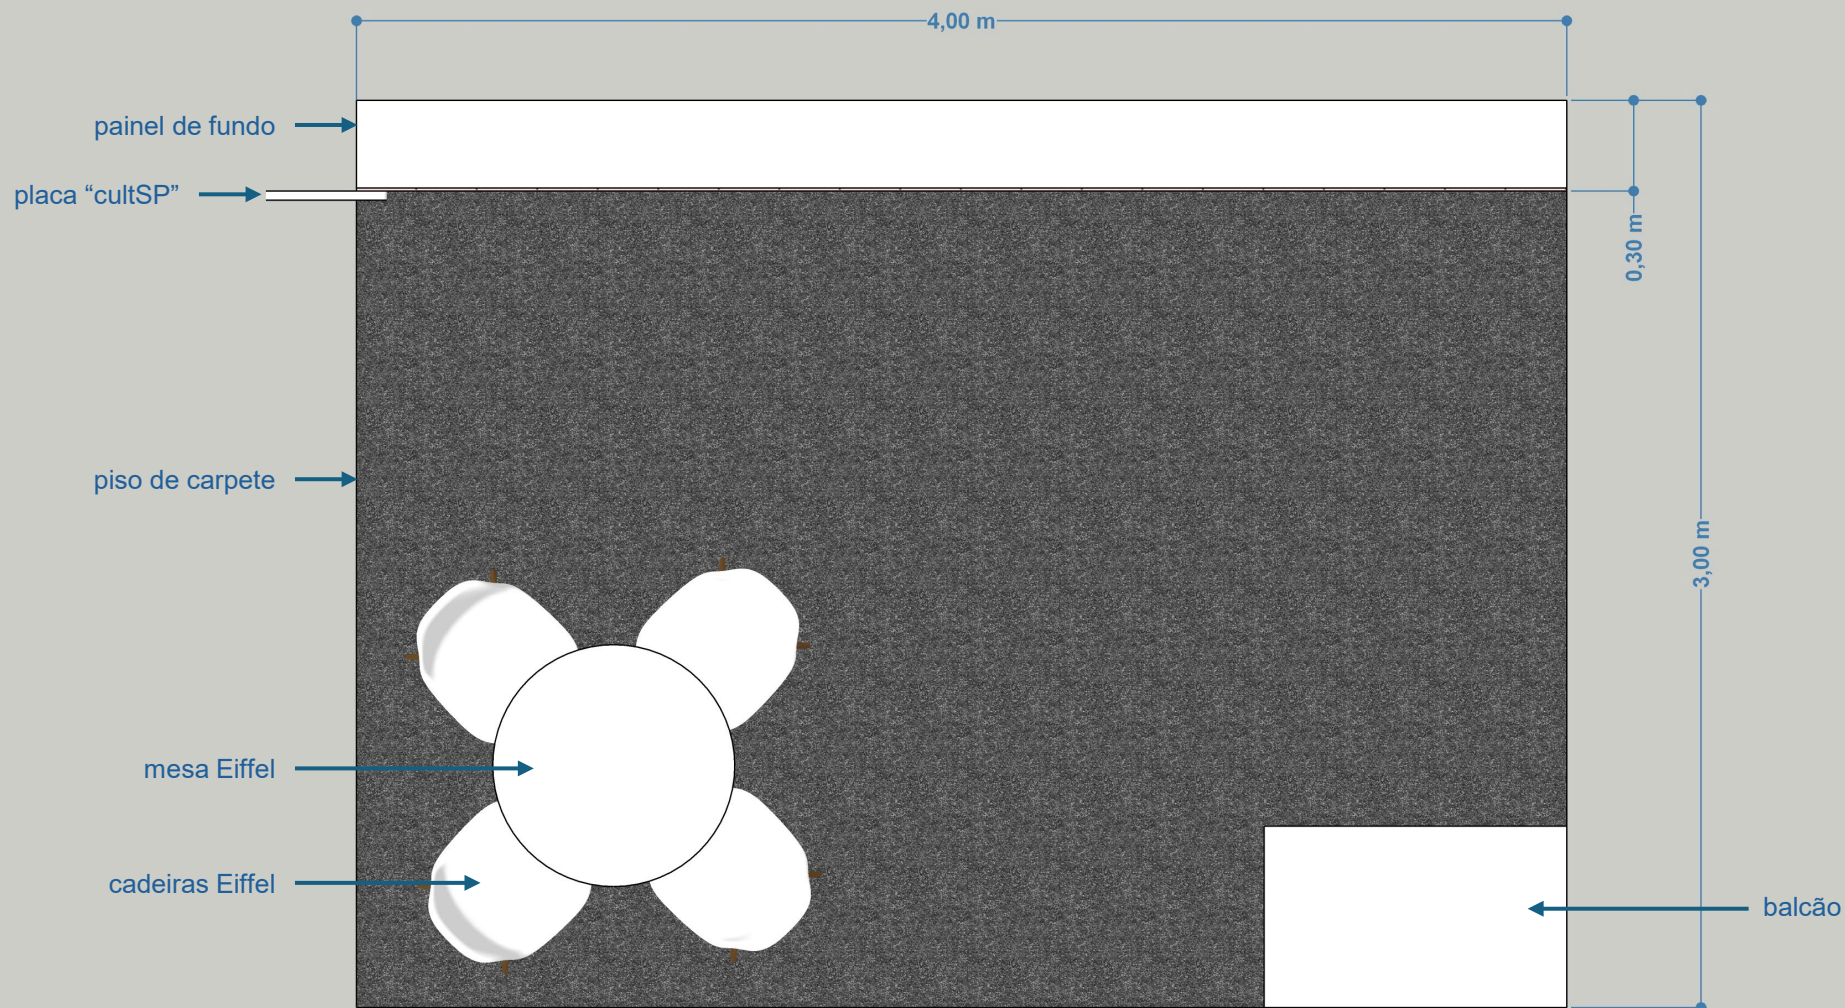 4,00 m
painel de fundo
placa “cultSP”
0,30 m
piso de carpete
3,00 m
mesa Eiffel
cadeiras Eiffel
balcão